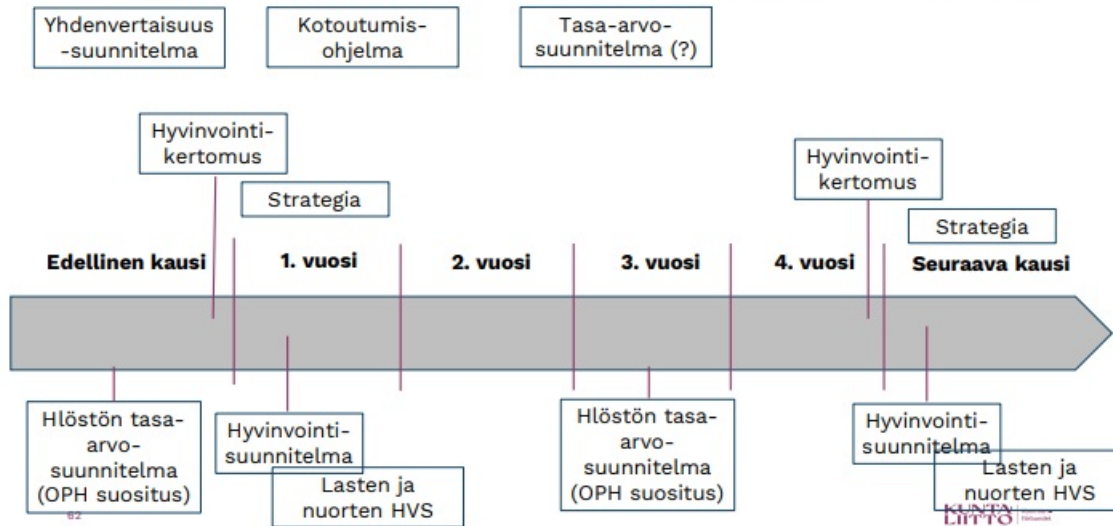 Yhdenvertaisuus
-suunnitelma
Kotoutumis-
ohjelma
Tasa-arvo-
suunnitelma (?)
Hyvinvointi-
kertomus
Strategia
Hyvinvointi-
kertomus
Strategia
Edellinen kausi
1. vuosi
2. vuosi
3. vuosi
4. vuosi
Seuraava kausi
Hlöstön tasa-
arvo-
suunnitelma
(OPH suositus)
Hyvinvointi-
suunnitelma
Lasten ja
nuorten HVS
Hlöstön tasa-
arvo-
suunnitelma
(OPH suositus)
Hyvinvointi-
suunnitelma
Lasten ja
nuorten HVS
62
KUNTA
LIITTO